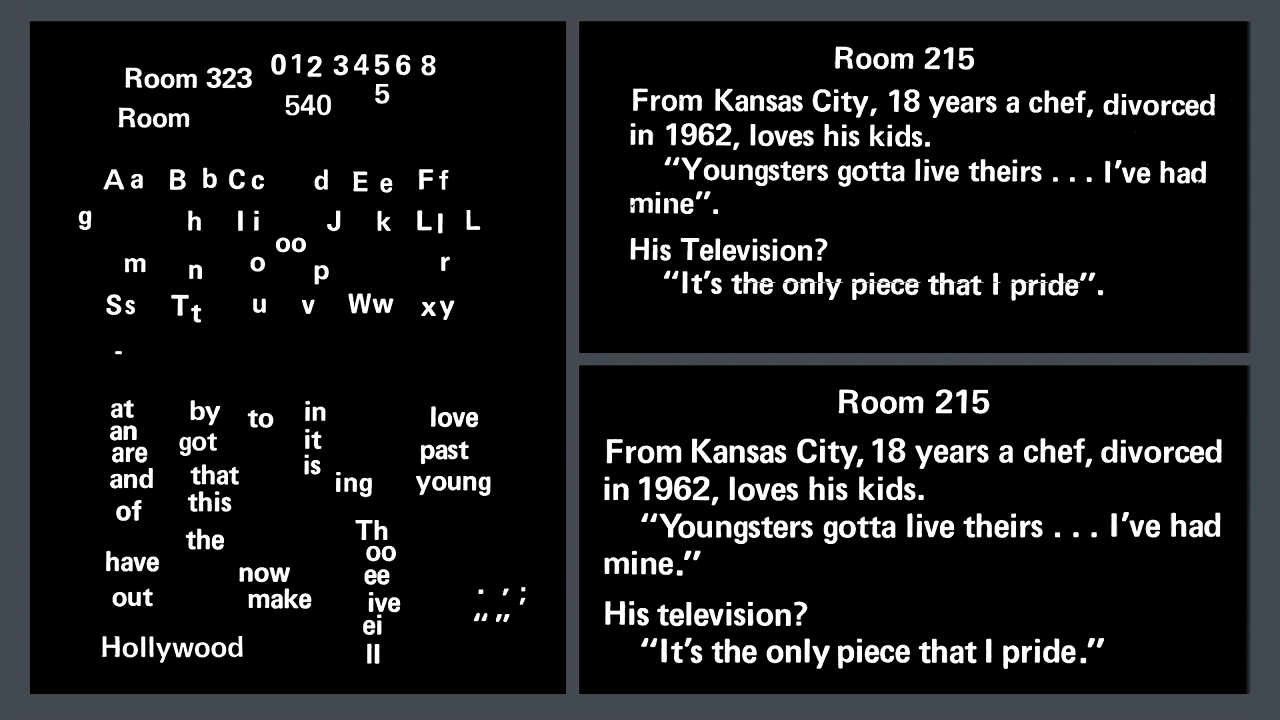 Room 323 012 3 4 5 6 8
Room 540 5
A a B b C c d E e F f
g h I i J k L l L
oo
m n o p r
S s T t u v W w x y
-
at by to in love
an got it past
are that is ing young
and this
of the Th
oo
have now ee
out make ive . , ;
ei “ ”
Hollywood ll
Room 215
From Kansas City, 18 years a chef, divorced
in 1962, loves his kids.
“Youngsters gotta live theirs . . . I’ve had
mine”.
His Television?
“It’s the only piece that I pride”.
Room 215
From Kansas City, 18 years a chef, divorced
in 1962, loves his kids.
“Youngsters gotta live theirs . . . I’ve had
mine.”
His television?
“It’s the only piece that I pride.”